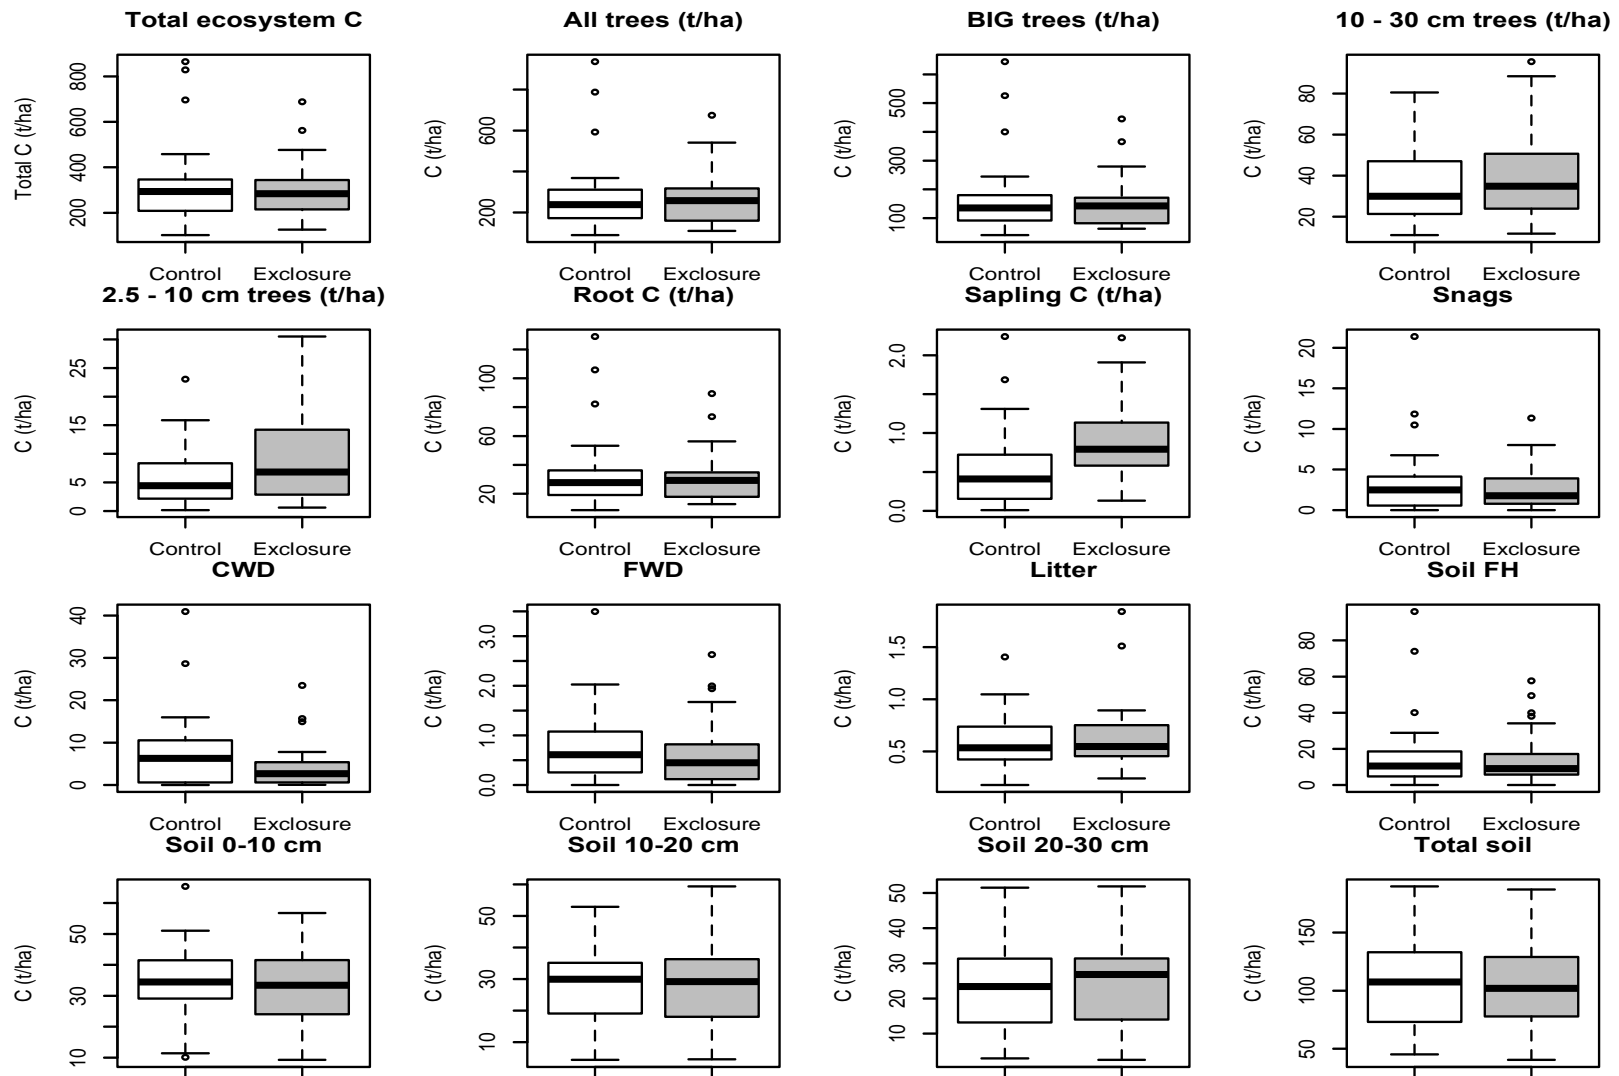 Total ecosystem C
All trees (t/ha)
BIG trees (t/ha)
10 - 30 cm trees (t/ha)
Total C (t/ha)
200 400 600 800
C (t/ha)
200 600
C (t/ha)
100 300 500
C (t/ha)
20 40 60 80
Control Exclosure
Control Exclosure
Control Exclosure
Control Exclosure
2.5 - 10 cm trees (t/ha)
Root C (t/ha)
Sapling C (t/ha)
Snags
C (t/ha)
0 5 15 25
C (t/ha)
20 60 100
C (t/ha)
0.0 1.0 2.0
C (t/ha)
0 5 10 15 20
Control Exclosure
Control Exclosure
Control Exclosure
Control Exclosure
CWD
FWD
Litter
Soil FH
C (t/ha)
0 10 20 30 40
C (t/ha)
0.0 1.0 2.0 3.0
C (t/ha)
0.5 1.0 1.5
C (t/ha)
0 20 40 60 80
Control Exclosure
Control Exclosure
Control Exclosure
Control Exclosure
Soil 0-10 cm
Soil 10-20 cm
Soil 20-30 cm
Total soil
C (t/ha)
10 30 50
C (t/ha)
10 30 50
C (t/ha)
10 20 30 40 50
C (t/ha)
50 100 150